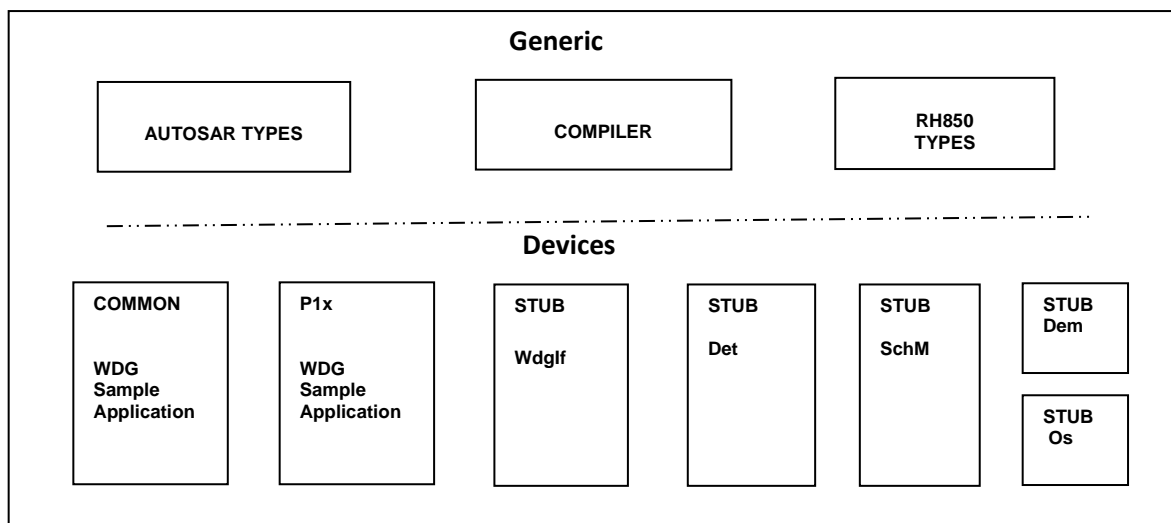 Generic
AUTOSAR TYPES
COMPILER
RH850
TYPES
Devices
COMMON
WDG
Sample
Application
P1x
WDG
Sample
Application
STUB
WdgIf
STUB
Det
STUB
SchM
STUB
Dem
STUB
Os